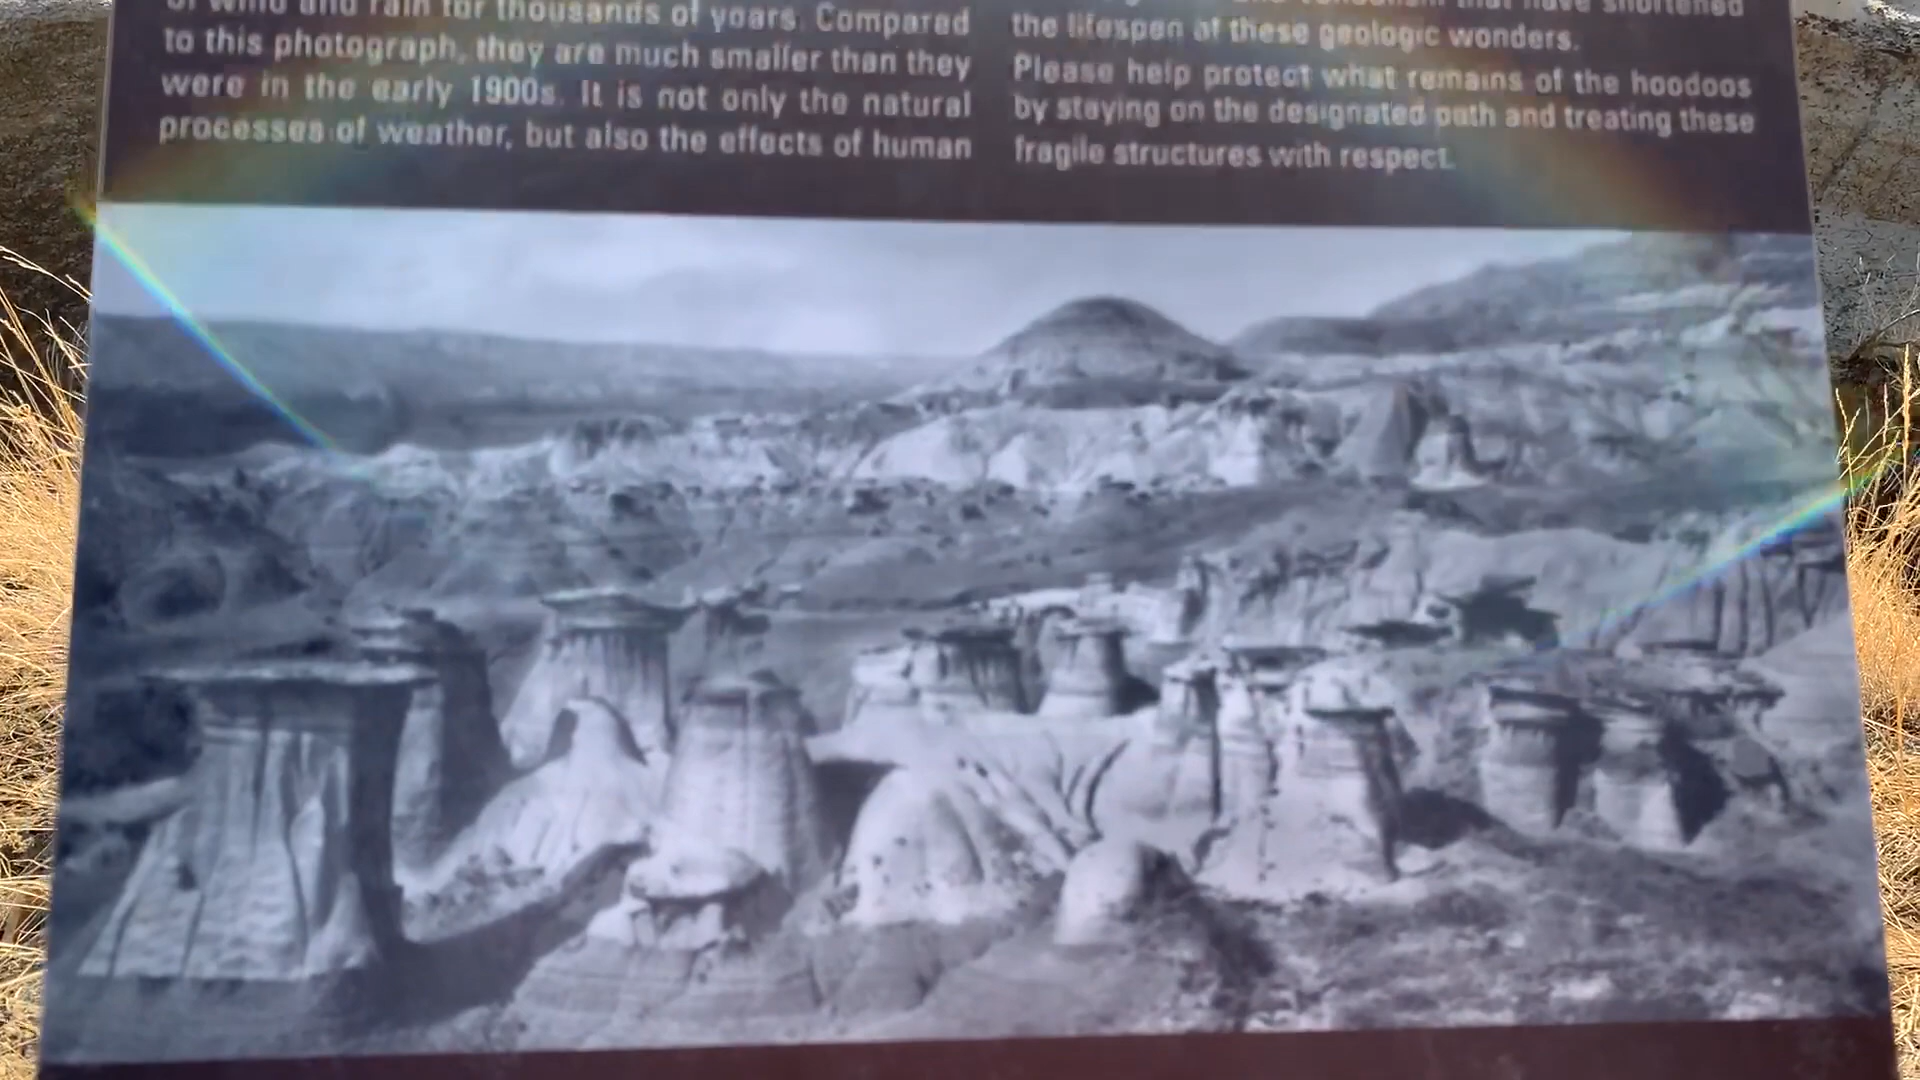 of wind and rain for thousands of years. Compared
to this photograph, they are much smaller than they
were in the early 1900s. It is not only the natural
processes of weather, but also the effects of human
that have shortened
the lifespan of these geologic wonders.
Please help protect what remains of the hoodoos
by staying on the designated path and treating these
fragile structures with respect.